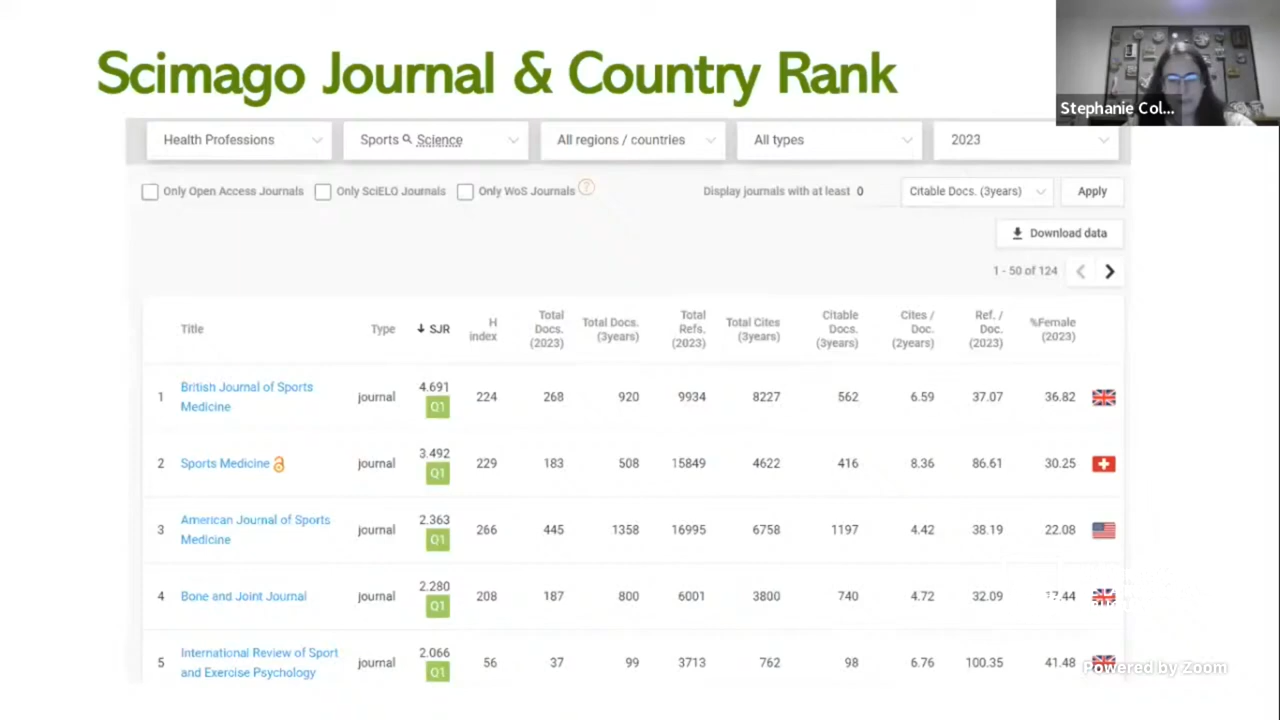 Scimago Journal & Country Rank
Stephanie Col...
Health Professions
Sports Science
All regions / countries
All types
2023
Only Open Access Journals
Only SciELO Journals
Only WoS Journals
?
Display journals with at least 0
Citable Docs. (3years)
Apply
Download data
1 - 50 of 124
Title Type SJR H index Total Docs. (2023) Total Docs. (3years) Total Refs. (2023) Total Cites (3years) Citable Docs. (3years) Cites / Doc. (2years) Ref. / Doc. (2023) %Female (2023)
1 British Journal of Sports Medicine journal 4.691 Q1 224 268 920 9934 8227 562 6.59 37.07 36.82
2 Sports Medicine journal 3.492 Q1 229 183 508 15849 4622 416 8.36 86.61 30.25
3 American Journal of Sports Medicine journal 2.363 Q1 266 445 1358 16995 6758 1197 4.42 38.19 22.08
4 Bone and Joint Journal journal 2.280 Q1 208 187 800 6001 3800 740 4.72 32.09
5 International Review of Sport and Exercise Psychology journal 2.066 Q1 56 37 99 3713 762 98 6.76 100.35 41.48
Powered by Zoom